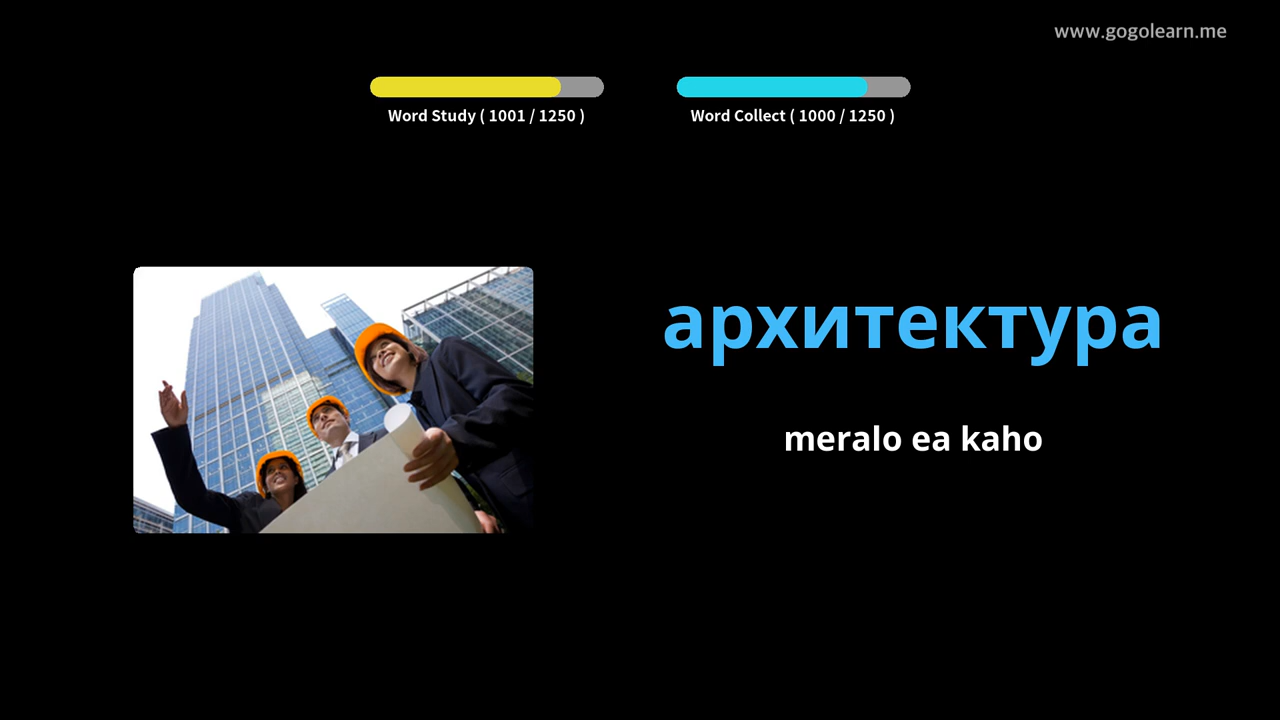 www.gogolearn.me
Word Study ( 1001 / 1250 )
Word Collect ( 1000 / 1250 )
архитектура
meralo ea kaho